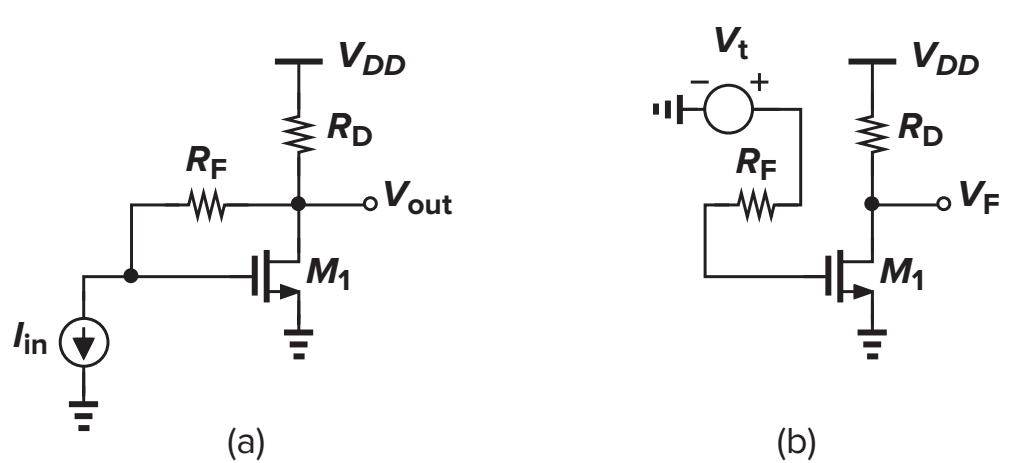 V_DD
R_D
R_F
V_out
M_1
I_in
(a)
V_t
− +
V_DD
R_D
R_F
V_F
M_1
(b)